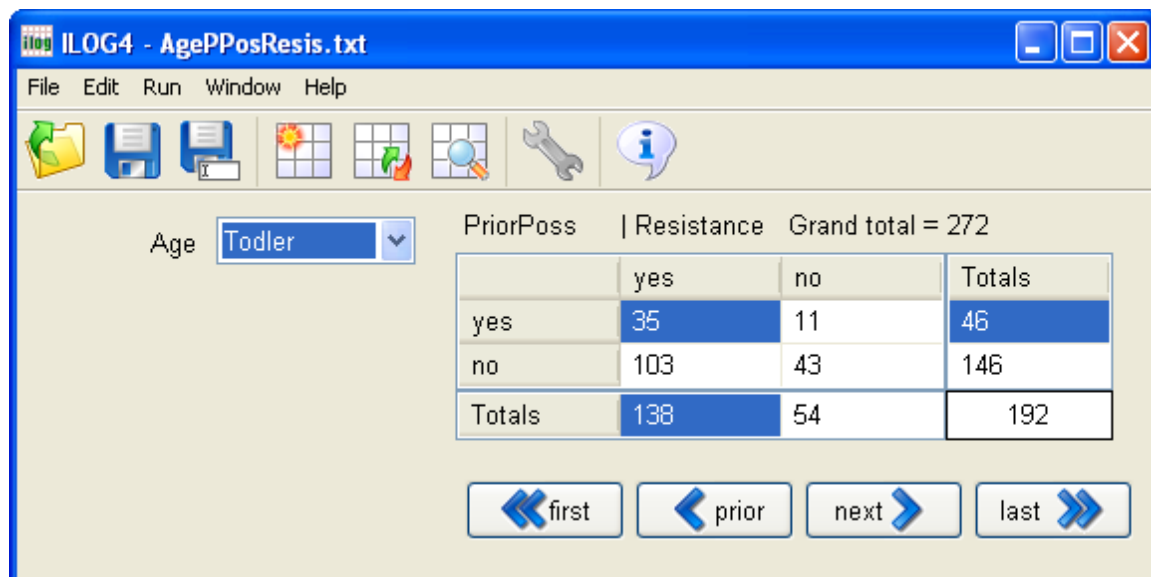 ilog ILOG4 - AgePPosResis.txt
File Edit Run Window Help
Age Todler
PriorPoss | Resistance Grand total = 272
yes no Totals
yes 35 11 46
no 103 43 146
Totals 138 54 192
first prior next last